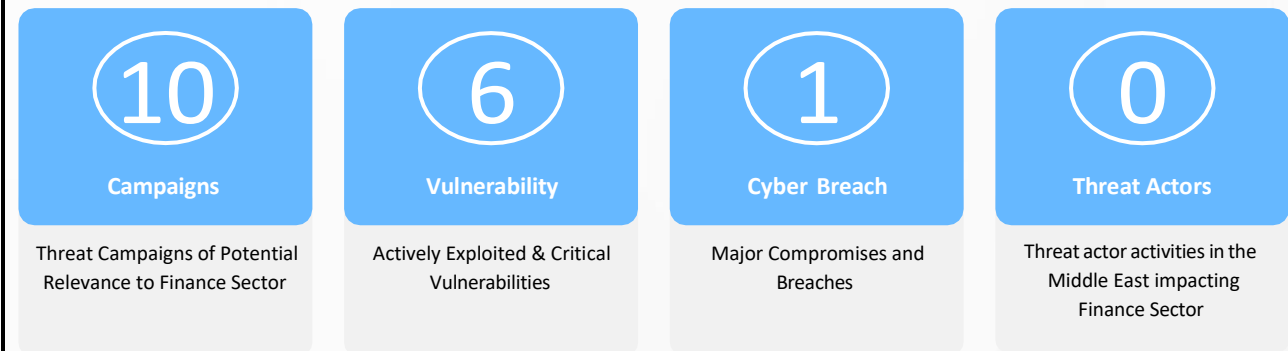 10
Campaigns
Threat Campaigns of Potential
Relevance to Finance Sector
6
Vulnerability
Actively Exploited & Critical
Vulnerabilities
1
Cyber Breach
Major Compromises and
Breaches
0
Threat Actors
Threat actor activities in the
Middle East impacting
Finance Sector